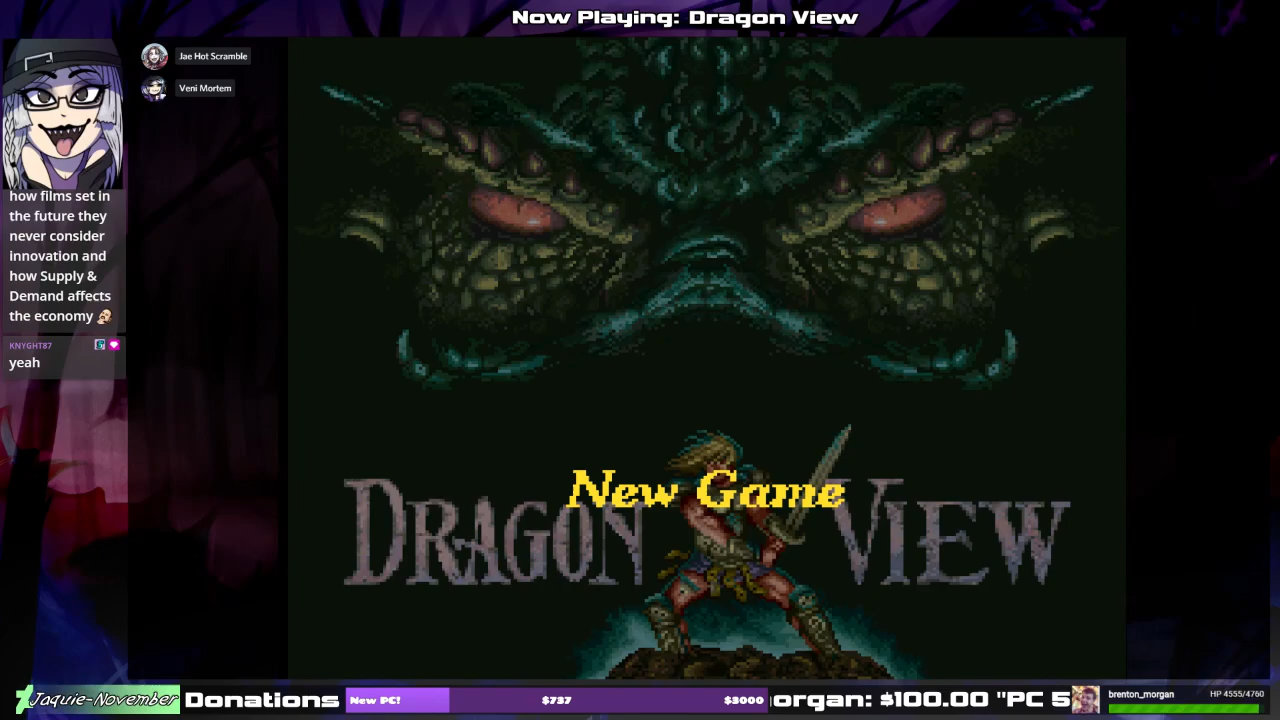 Now Playing: Dragon View
Jae Hot Scramble
Veni Mortem
how films set in
the future they
never consider
innovation and
how Supply &
Demand affects
the economy
KNYGHT87
yeah
New Game
DRAGON VIEW
Jaquie-November
Donations
New PC!
$737
$3000
organ: $100.00 "PC 5
brenton_morgan
HP 4555/4760